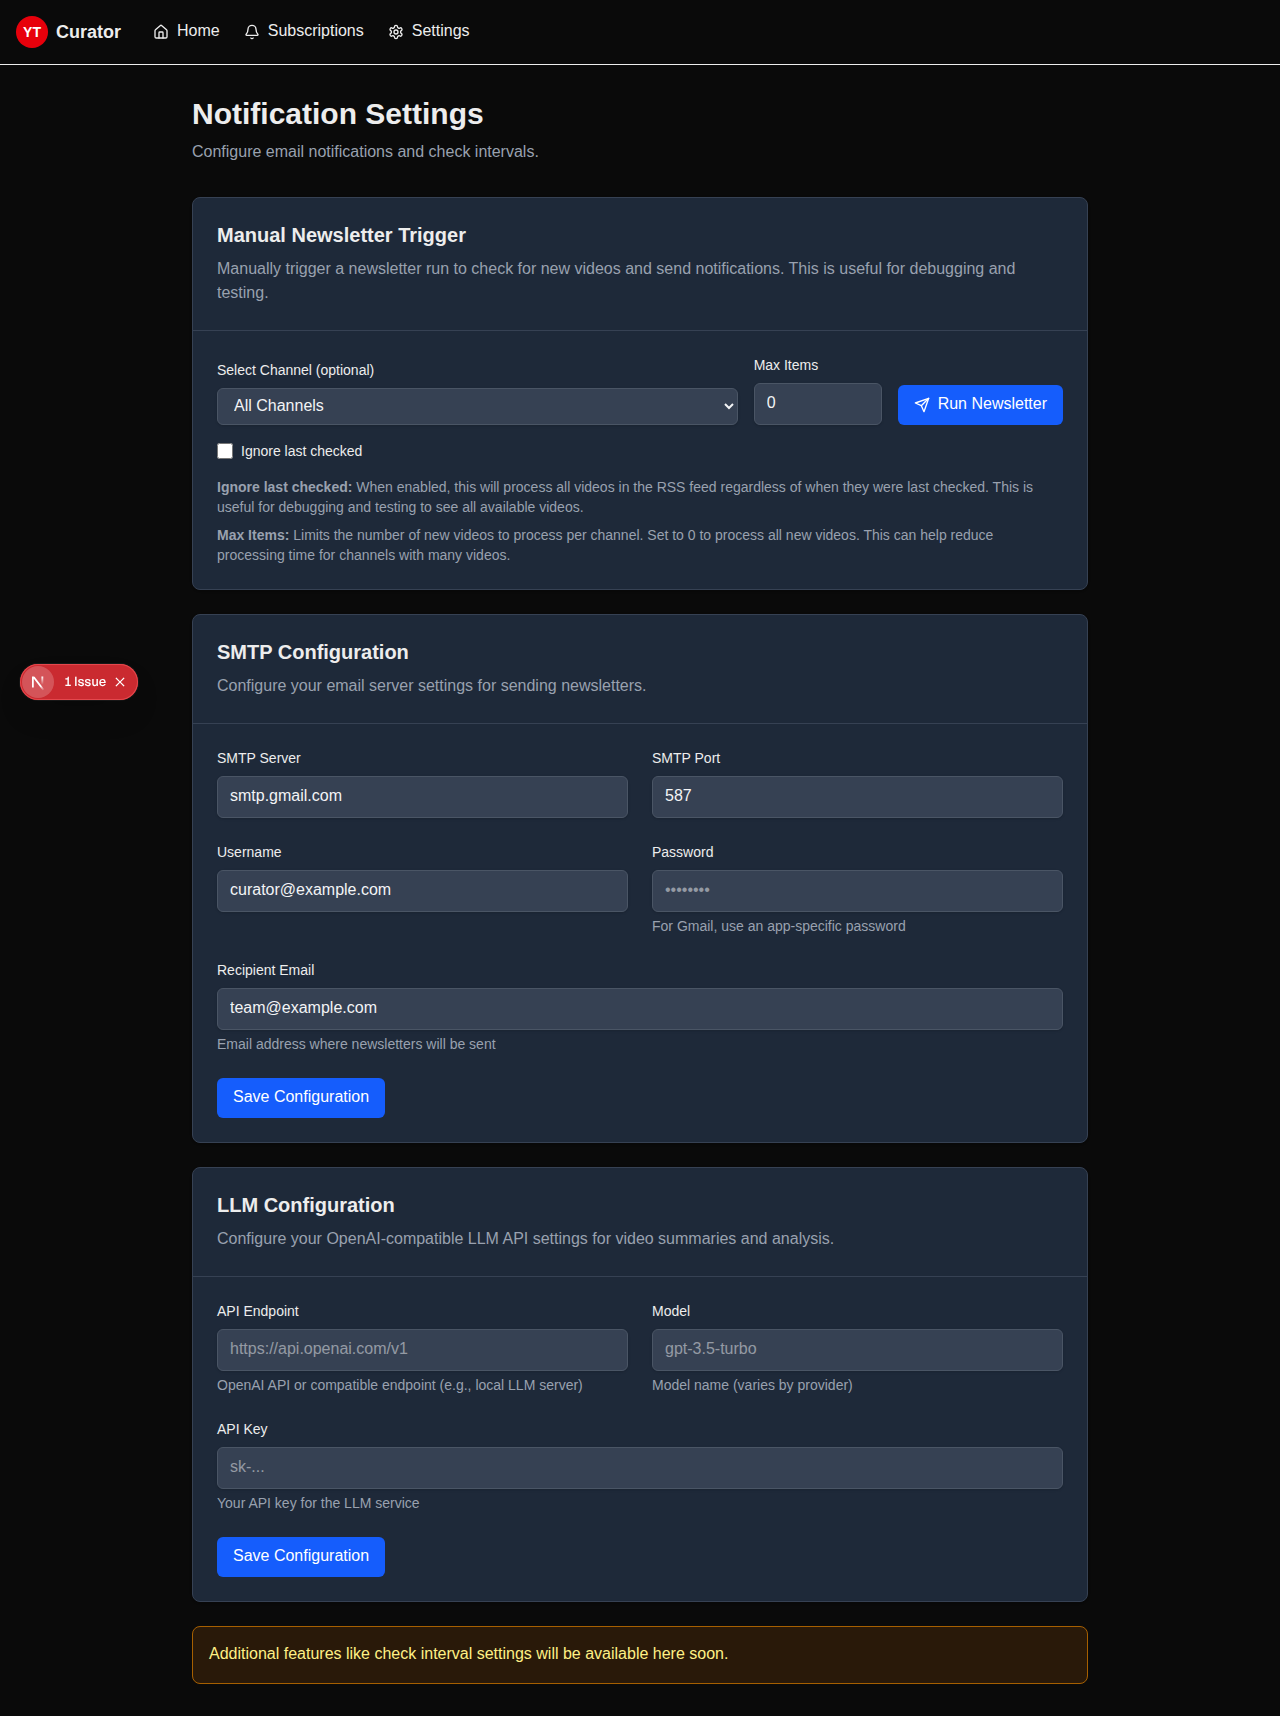 YT Curator Home Subscriptions Settings
Notification Settings
Configure email notifications and check intervals.
Manual Newsletter Trigger
Manually trigger a newsletter run to check for new videos and send notifications. This is useful for debugging and
testing.
Select Channel (optional) Max Items
All Channels 0 Run Newsletter
Ignore last checked
Ignore last checked: When enabled, this will process all videos in the RSS feed regardless of when they were last checked. This is
useful for debugging and testing to see all available videos.
Max Items: Limits the number of new videos to process per channel. Set to 0 to process all new videos. This can help reduce
processing time for channels with many videos.
SMTP Configuration
1 Issue
Configure your email server settings for sending newsletters.
SMTP Server SMTP Port
smtp.gmail.com 587
Username Password
curator@example.com ••••••••
For Gmail, use an app-specific password
Recipient Email
team@example.com
Email address where newsletters will be sent
Save Configuration
LLM Configuration
Configure your OpenAI-compatible LLM API settings for video summaries and analysis.
API Endpoint Model
https://api.openai.com/v1 gpt-3.5-turbo
OpenAI API or compatible endpoint (e.g., local LLM server) Model name (varies by provider)
API Key
sk-...
Your API key for the LLM service
Save Configuration
Additional features like check interval settings will be available here soon.